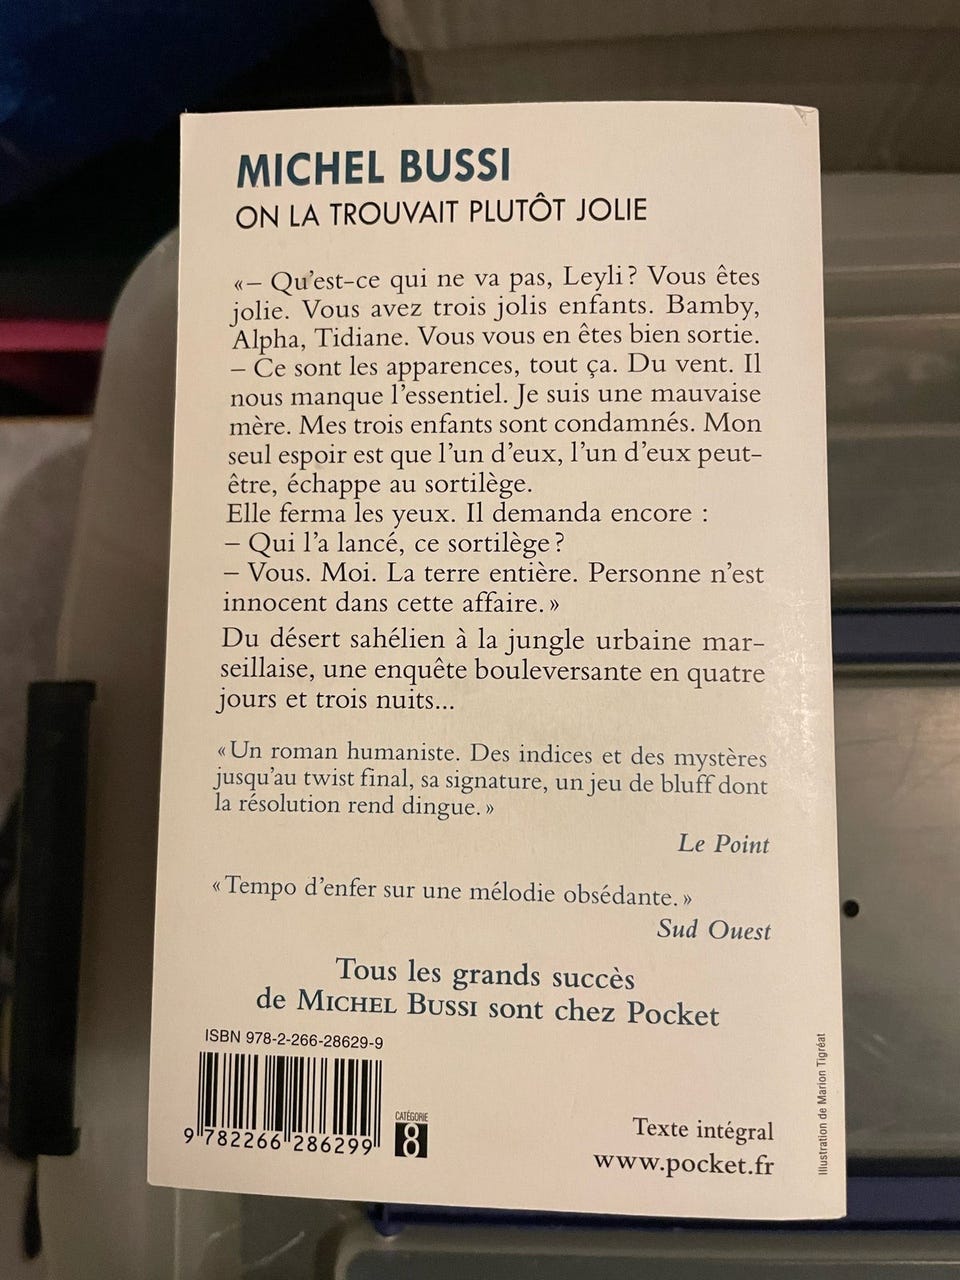 MICHEL BUSSI
ON LA TROUVAIT PLUTÔT JOLIE
« – Qu'est-ce qui ne va pas, Leyli ? Vous êtes
jolie. Vous avez trois jolis enfants. Bamby,
Alpha, Tidiane. Vous vous en êtes bien sortie.
– Ce sont les apparences, tout ça. Du vent. Il
nous manque l'essentiel. Je suis une mauvaise
mère. Mes trois enfants sont condamnés. Mon
seul espoir est que l'un d'eux, l'un d'eux peut-
être, échappe au sortilège.
Elle ferma les yeux. Il demanda encore :
– Qui l'a lancé, ce sortilège ?
– Vous. Moi. La terre entière. Personne n'est
innocent dans cette affaire. »
Du désert sahélien à la jungle urbaine mar-
seillaise, une enquête bouleversante en quatre
jours et trois nuits...
« Un roman humaniste. Des indices et des mystères
jusqu'au twist final, sa signature, un jeu de bluff dont
la résolution rend dingue. »
Le Point
« Tempo d'enfer sur une mélodie obsédante. »
Sud Ouest
Tous les grands succès
de MICHEL BUSSI sont chez Pocket
ISBN 978-2-266-28629-9
9 782266 286299
CATÉGORIE
8
Texte intégral
www.pocket.fr
Illustration de Marion Tigréat